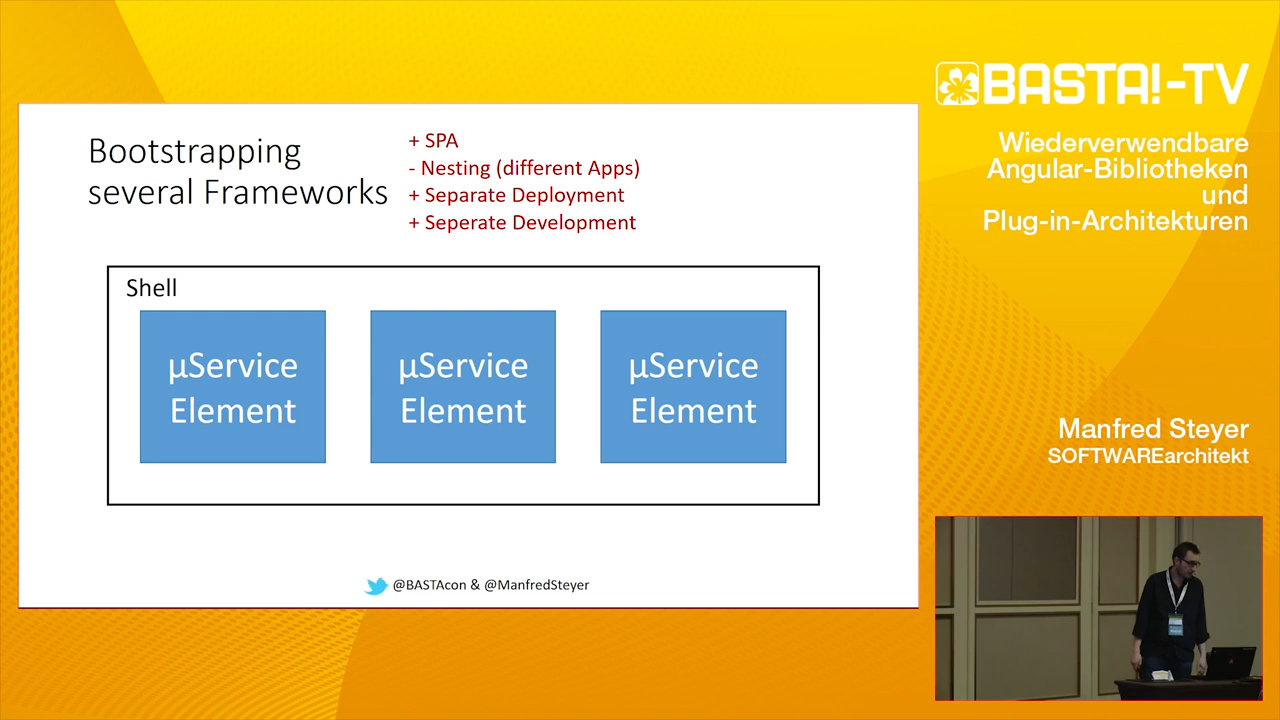 Bootstrapping
several Frameworks
+ SPA
- Nesting (different Apps)
+ Separate Deployment
+ Seperate Development
Shell
µService
Element
µService
Element
µService
Element
@BASTAcon & @ManfredSteyer
BASTA!-TV
Wiederverwendbare
Angular-Bibliotheken
und
Plug-in-Architekturen
Manfred Steyer
SOFTWAREarchitekt